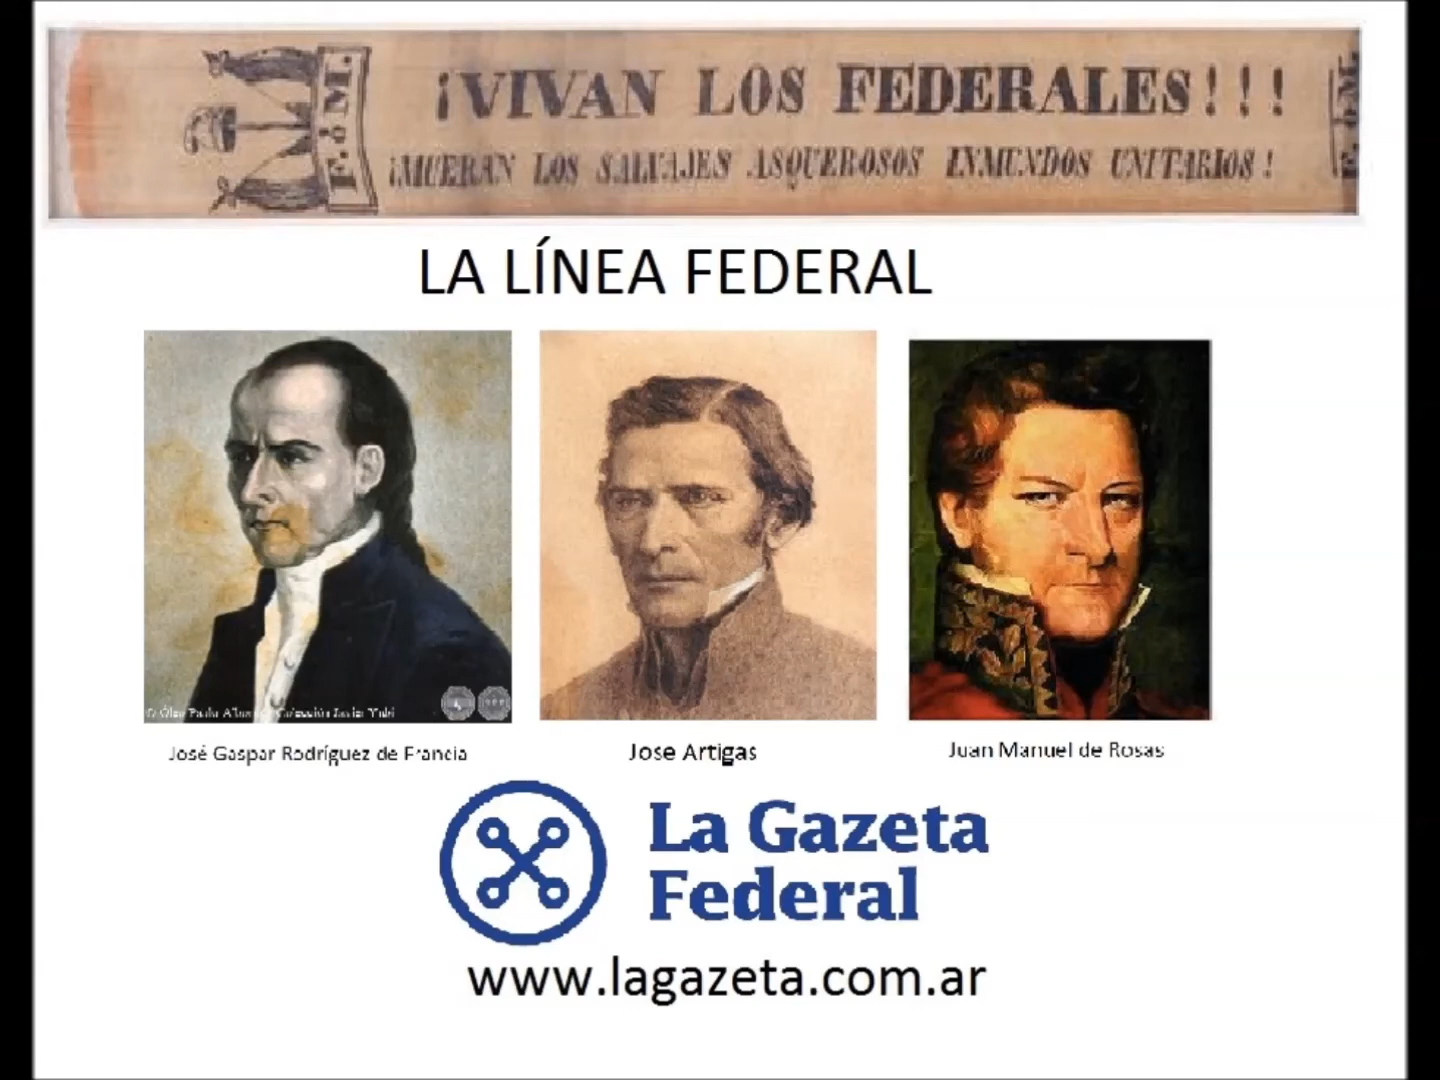 ¡VIVAN LOS FEDERALES!!!
¡MUERAN LOS SALVAJES ASQUEROSOS INMUNDOS UNITARIOS!
F. ó M.
LA LÍNEA FEDERAL
José Gaspar Rodríguez de Francia
Jose Artigas
Juan Manuel de Rosas
La Gazeta
Federal
www.lagazeta.com.ar